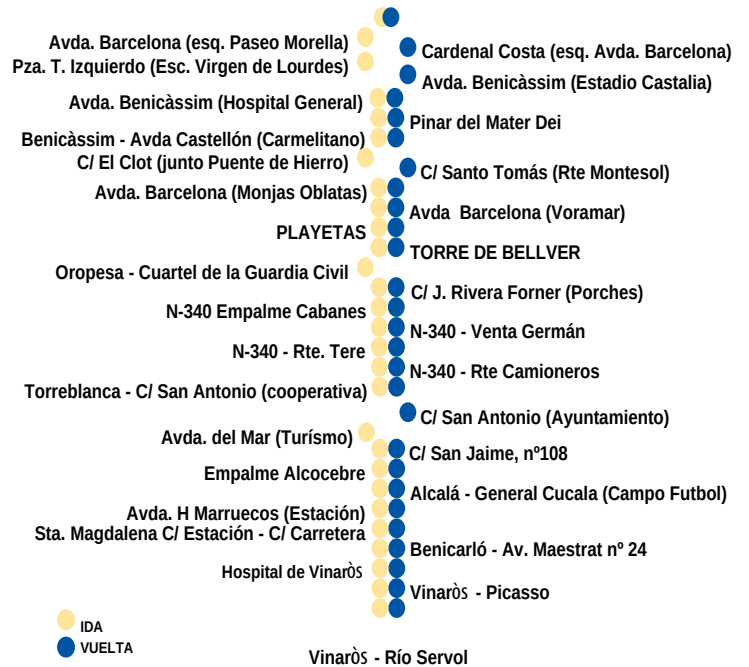 Avda. Barcelona (esq. Paseo Morella)
Cardenal Costa (esq. Avda. Barcelona)
Pza. T. Izquierdo (Esc. Virgen de Lourdes)
Avda. Benicàssim (Estadio Castalia)
Avda. Benicàssim (Hospital General)
Pinar del Mater Dei
Benicàssim - Avda Castellón (Carmelitano)
C/ El Clot (junto Puente de Hierro)
C/ Santo Tomás (Rte Montesol)
Avda. Barcelona (Monjas Oblatas)
Avda Barcelona (Voramar)
PLAYETAS
TORRE DE BELLVER
Oropesa - Cuartel de la Guardia Civil
C/ J. Rivera Forner (Porches)
N-340 Empalme Cabanes
N-340 - Venta Germán
N-340 - Rte. Tere
N-340 - Rte Camioneros
Torreblanca - C/ San Antonio (cooperativa)
C/ San Antonio (Ayuntamiento)
Avda. del Mar (Turísmo)
C/ San Jaime, nº108
Empalme Alcocebre
Alcalá - General Cucala (Campo Futbol)
Avda. H Marruecos (Estación)
Sta. Magdalena C/ Estación - C/ Carretera
Benicarló - Av. Maestrat nº 24
Hospital de Vinaròs
Vinaròs - Picasso
IDA
VUELTA
Vinaròs - Río Servol